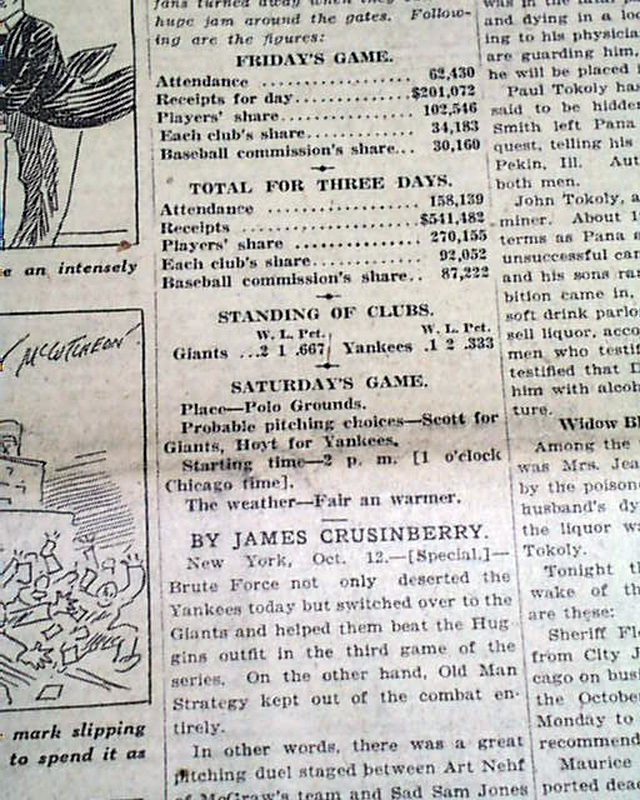 e an intensely
McCUTCHEON
mark slipping
to spend it as
fans turned away when they
huge jam around the gates. Follow-
ing are the figures:
FRIDAY'S GAME.
Attendance ................ 62,430
Receipts for day.............$201,072
Players' share............... 102,546
Each club's share............ 34,183
Baseball commission's share... 30,160
TOTAL FOR THREE DAYS.
Attendance ................ 158,139
Receipts ...................$541,482
Players' share .............. 270,155
Each club's share............ 92,052
Baseball commission's share.. 87,222
STANDING OF CLUBS.
W. L. Pct. W. L. Pct.
Giants ...2 1 .667 Yankees .1 2 .333
SATURDAY'S GAME.
Place—Polo Grounds.
Probable pitching choices—Scott for
Giants, Hoyt for Yankees.
Starting time—2 p. m. [1 o'clock
Chicago time].
The weather—Fair an warmer.
BY JAMES CRUSINBERRY.
New York, Oct. 12.—[Special.]—
Brute Force not only deserted the
Yankees today but switched over to the
Giants and helped them beat the Hug
gins outfit in the third game of the
series. On the other hand, Old Man
Strategy kept out of the combat en-
tirely.
In other words, there was a great
pitching duel staged between Art Nehf
of McGraw's team and Sad Sam Jones
was in the
and dying in a
ing to his physicia
are guarding him,
he will be placed
Paul Tokoly has
said to be hidde
Smith left Pana
quest, telling his
Pekin, Ill. Aut
both men.
John Tokoly, a
miner. About 1
terms as Pana
unsuccessful can
and his sons ra
bition came in,
soft drink parlo
sell liquor, acco
men who testif
testified that D
him with alcoh
ture.
Widow Bl
Among the
was Mrs. Jea
by the poison
husband's dy
the liquor w
Tokoly.
Tonight th
wake of th
are these:
Sheriff Fl
from City J
cago on busi
the October
Monday to
recommend
Maurice
ported dea